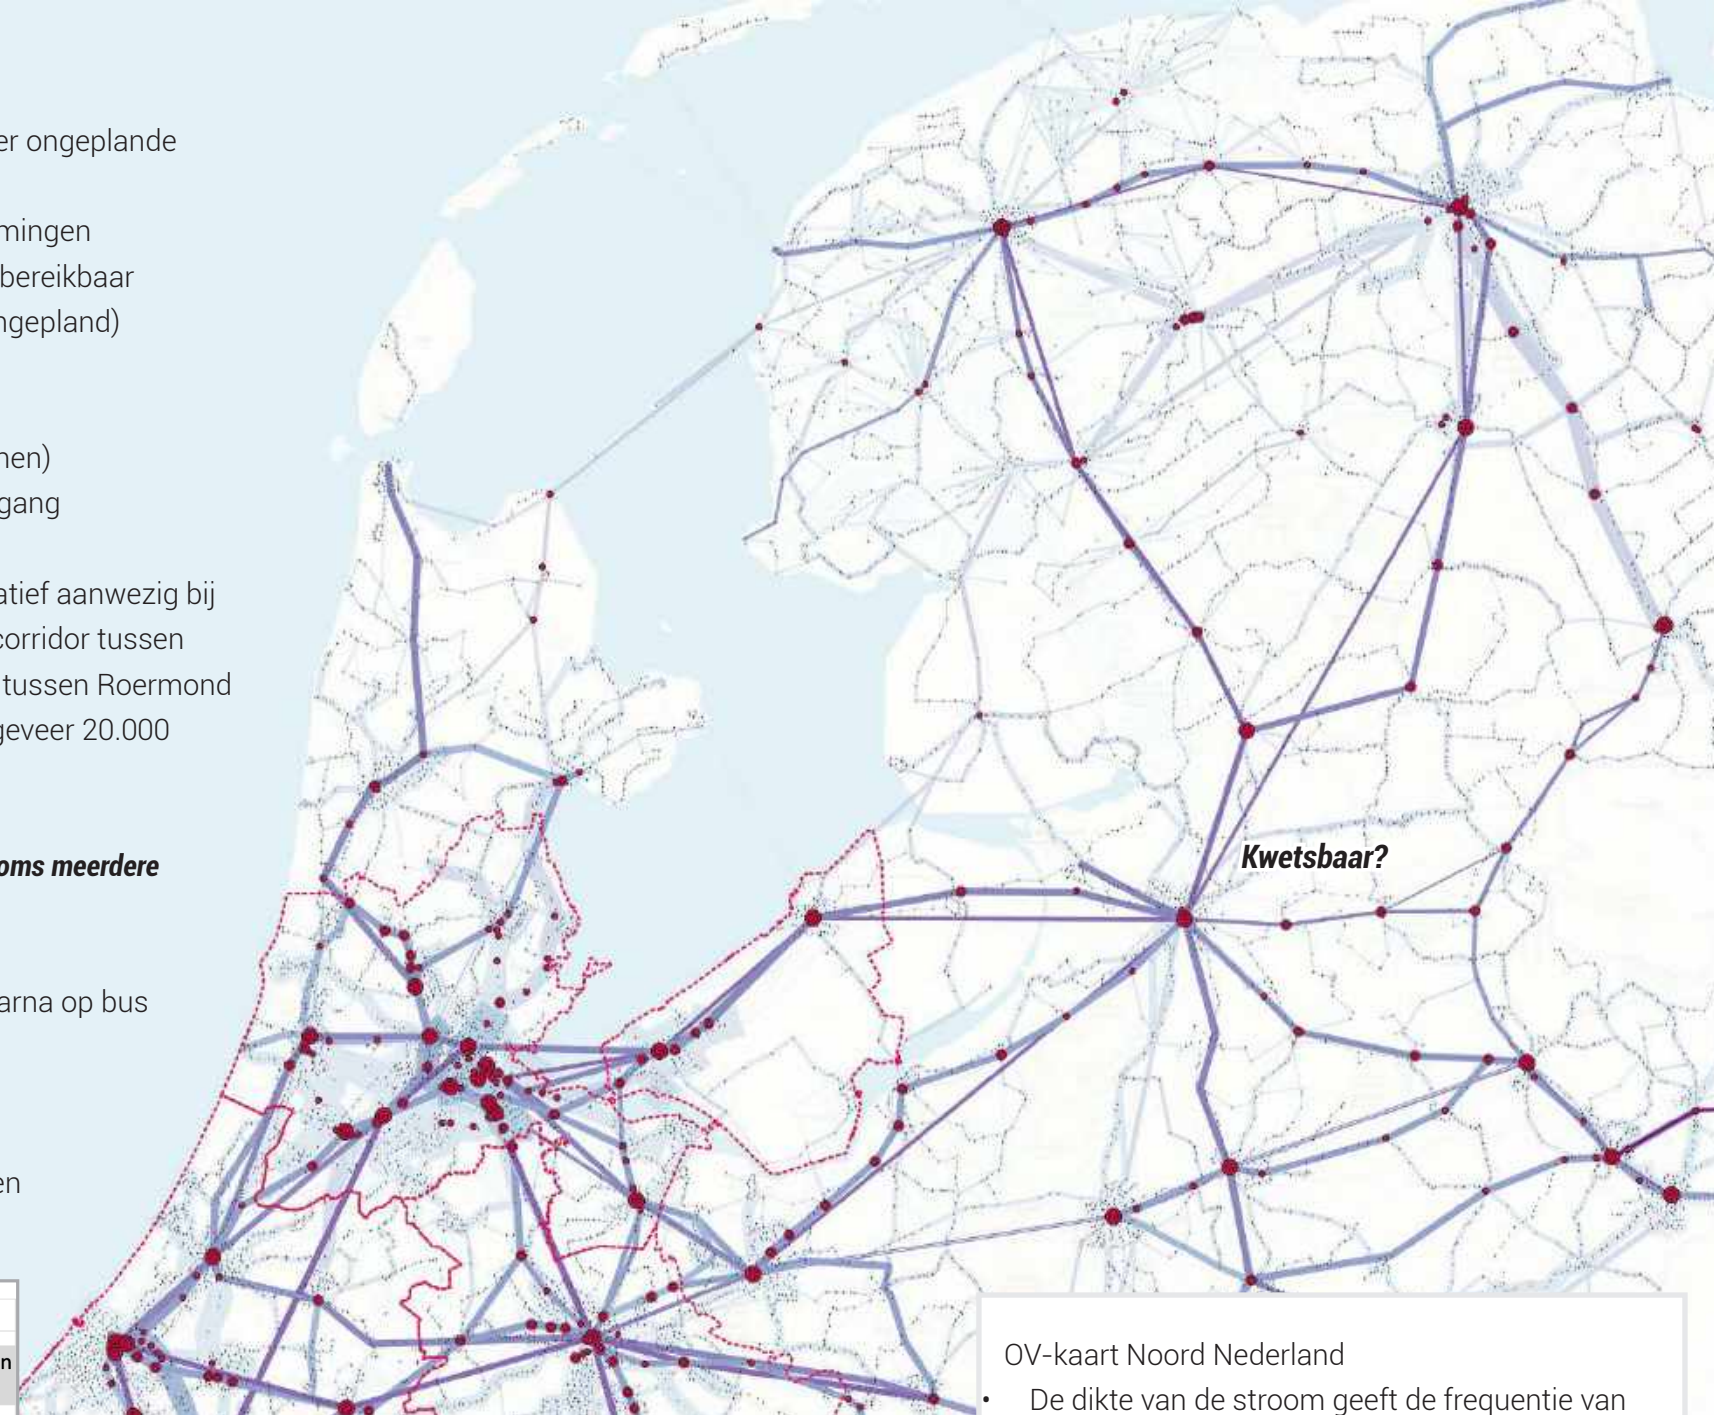 er ongeplande
mingen
bereikbaar
ngepland)
nen)
gang
atief aanwezig bij
corridor tussen
tussen Roermond
geveer 20.000
oms meerdere
arna op bus
en
n
Kwetsbaar?
OV-kaart Noord Nederland
• De dikte van de stroom geeft de frequentie van